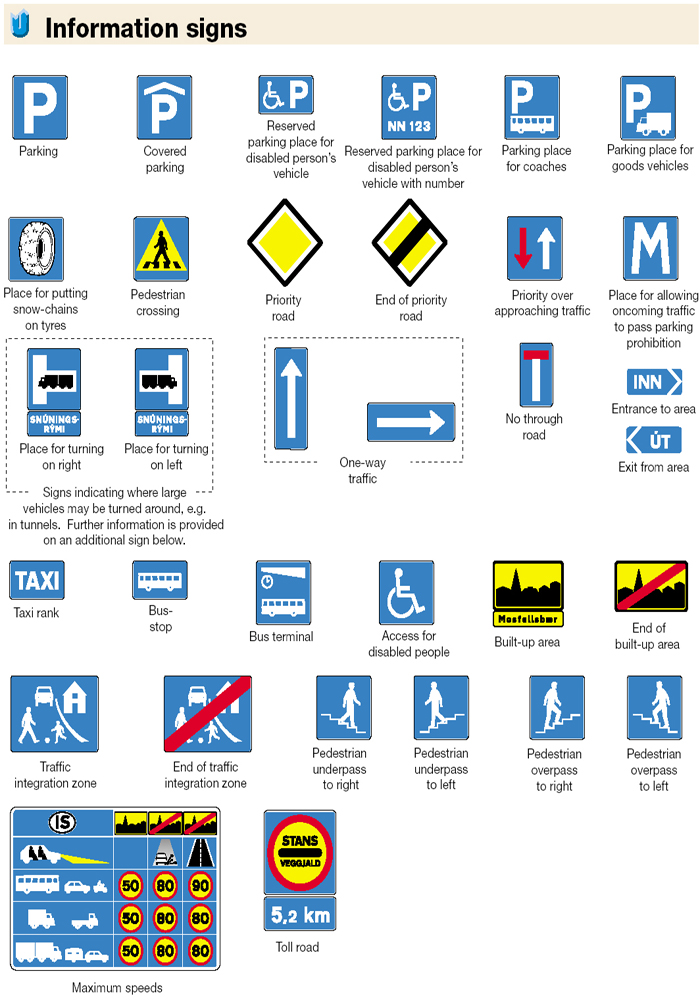 Information signs
P
P
P
NN 123
P
P
P
Parking
Covered
parking
Reserved
parking place for
disabled person's
vehicle
Reserved parking place for
disabled person's
vehicle with number
Parking place
for coaches
Parking place for
goods vehicles
M
Place for putting
snow-chains
on tyres
Pedestrian
crossing
Priority
road
End of priority
road
Priority over
approaching traffic
Place for allowing
oncoming traffic
to pass parking
prohibition
SNÚNINGS-
RÝMI
SNÚNINGS-
RÝMI
Place for turning
on right
Place for turning
on left
Signs indicating where large
vehicles may be turned around, e.g.
in tunnels. Further information is provided
on an additional sign below.
One-way
traffic
No through
road
INN
Entrance to area
ÚT
Exit from area
TAXI
Taxi rank
Bus-
stop
Bus terminal
Access for
disabled people
Mosfellsbær
Built-up area
End of
built-up area
Traffic
integration zone
End of traffic
integration zone
Pedestrian
underpass
to right
Pedestrian
underpass
to left
Pedestrian
overpass
to right
Pedestrian
overpass
to left
IS
50 80 90
50 80 80
50 80 80
Maximum speeds
STANS
VEGGJALD
5,2 km
Toll road